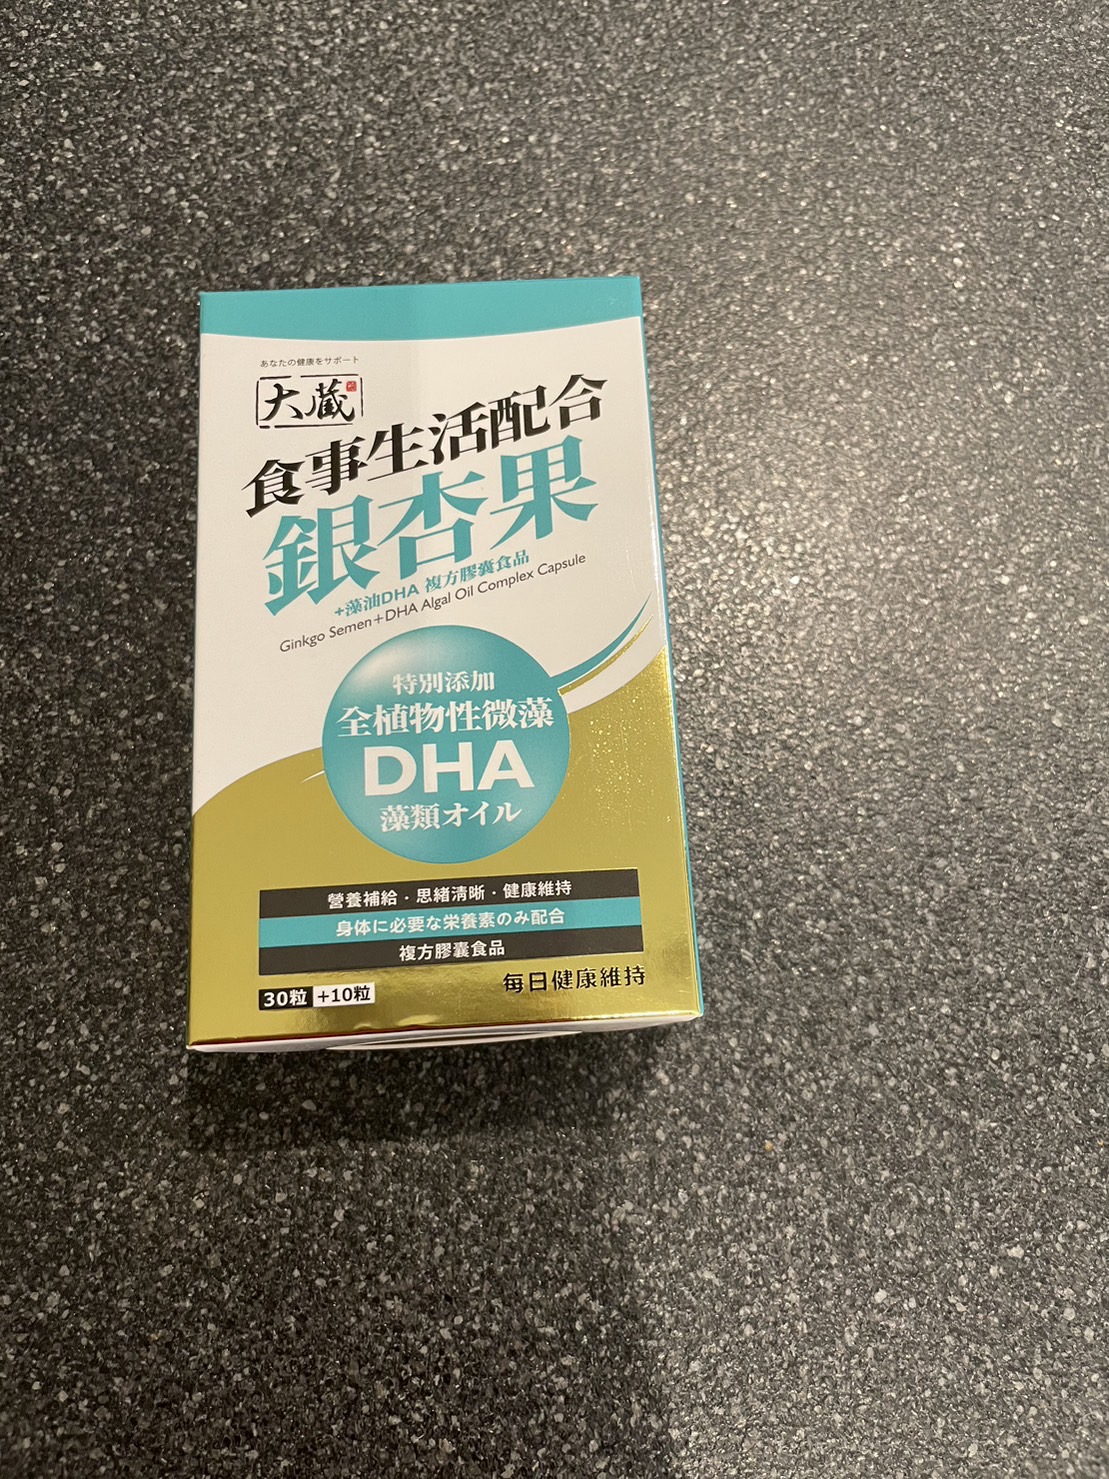 あなたの健康をサポート
大蔵
食事生活配合
銀杏果
+藻油DHA 複方膠囊食品
Ginkgo Semen+DHA Algal Oil Complex Capsule
特別添加
全植物性微藻
DHA
藻類オイル
營養補給・思緒清晰・健康維持
身体に必要な栄養素のみ配合
複方膠囊食品
30粒 +10粒
每日健康維持